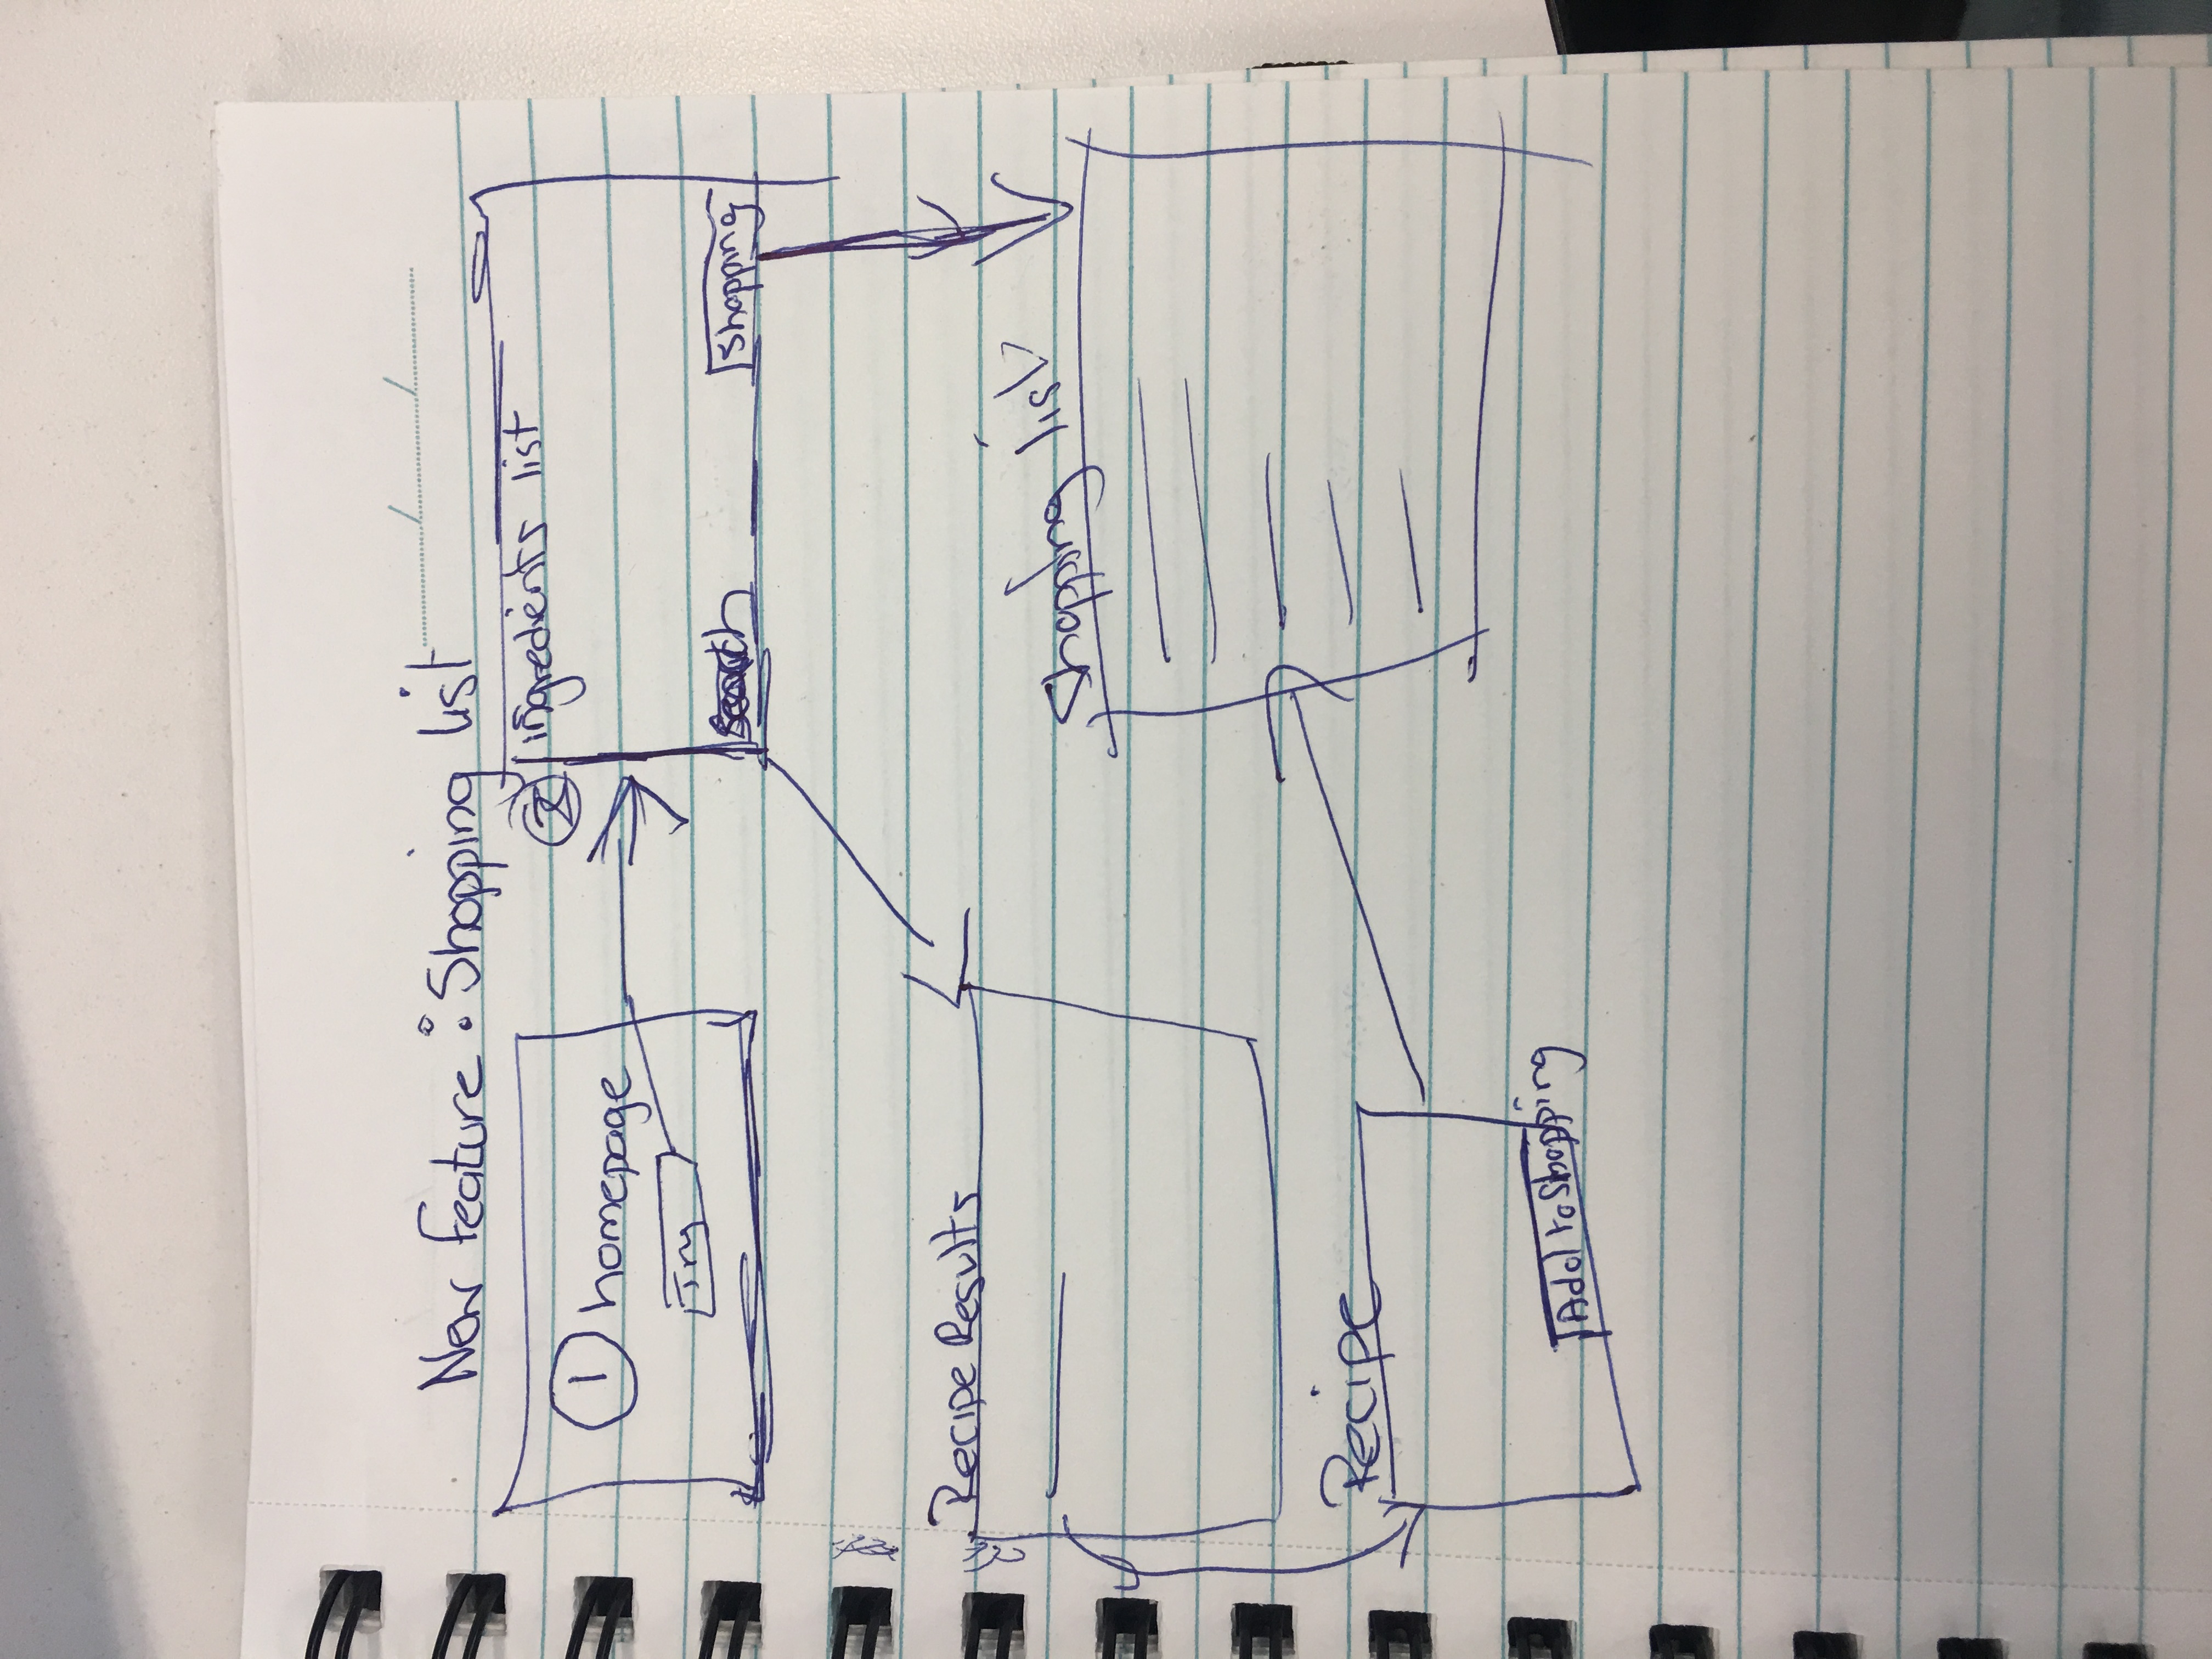 New feature : Shopping list
1 homepage
Try
2 ingredients list
Search
Shopping
Recipe Results
Shopping list
Recipe
Add to Shopping